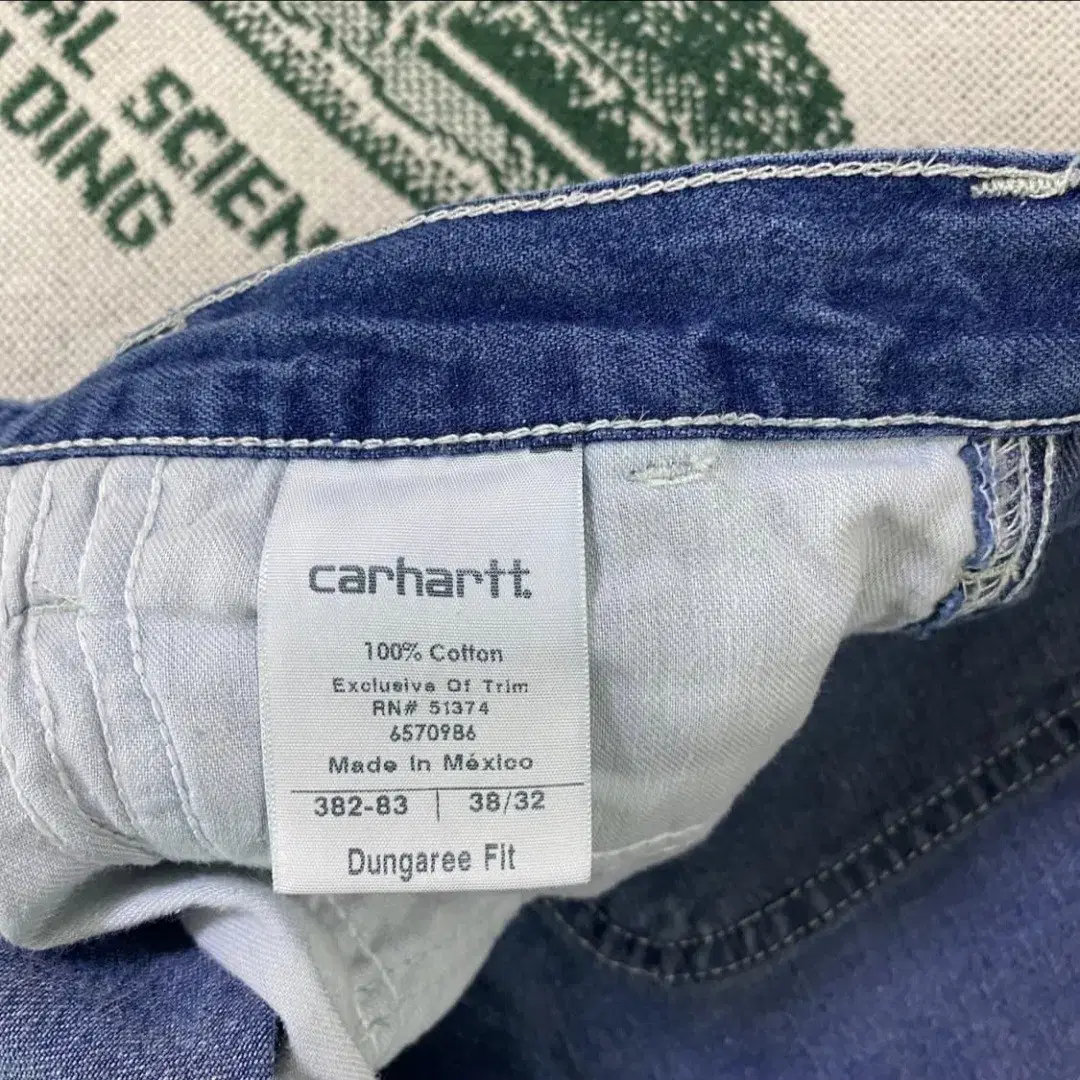 AL SCIEN
DING
carhartt.
100% Cotton
Exclusive Of Trim
RN# 51374
6570986
Made In México
382-83 | 38/32
Dungaree Fit